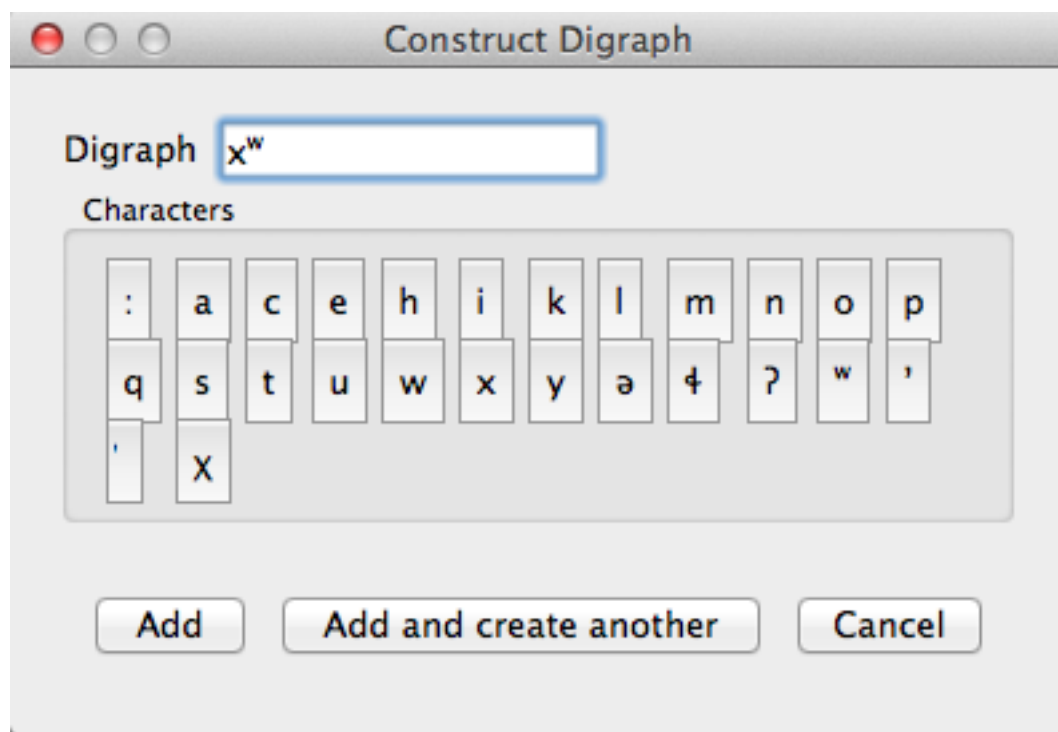 Construct Digraph
Digraph xʷ
Characters
: a c e h i k l m n o p
q s t u w x y ə ɬ ʔ ʷ ʼ
̓ χ
Add Add and create another Cancel